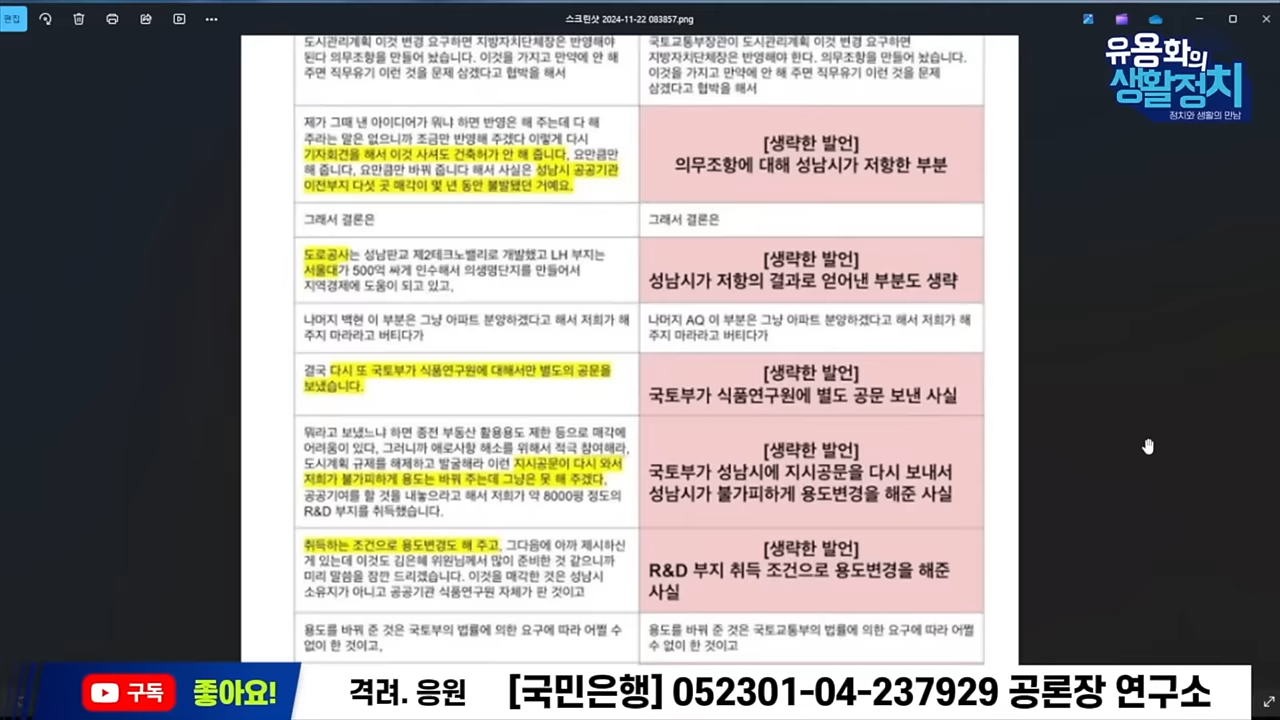 편집
스크린샷 2024-11-22 083857.png
유용화의
생활정치
정치와 생활의 만남
도시관리계획 이것 변경 요구하면 지방자치단체장은 반영해야
된다 의무조항을 만들어 놨습니다. 이것을 가지고 만약에 안 해
주면 직무유기 이런 것을 문제 삼겠다고 협박을 해서
국토교통부장관이 도시관리계획 이것 변경 요구하면
지방자치단체장은 반영해야 한다. 의무조항을 만들어 놨습니다.
이것을 가지고 만약에 안 해 주면 직무유기 이런 것을 문제
삼겠다고 협박을 해서
제가 그때 낸 아이디어가 뭐냐 하면 반영은 해 주는데 다 해
주라는 말은 없으니까 조금만 반영해 주겠다 이렇게 다시
기자회견을 해서 이것 사셔도 건축허가 안 해 줍니다, 요만큼만
해 줍니다, 요만큼만 바꿔 줍니다 해서 사실은 성남시 공공기관
이전부지 다섯 곳 매각이 몇 년 동안 불발됐던 거예요.
[생략한 발언]
의무조항에 대해 성남시가 저항한 부분
그래서 결론은
그래서 결론은
도로공사는 성남판교 제2테크노밸리로 개발했고 LH 부지는
서울대가 500억 싸게 인수해서 의생명단지를 만들어서
지역경제에 도움이 되고 있고,
[생략한 발언]
성남시가 저항의 결과로 얻어낸 부분도 생략
나머지 백현 이 부분은 그냥 아파트 분양하겠다고 해서 저희가 해
주지 마라라고 버티다가
나머지 AQ 이 부분은 그냥 아파트 분양하겠다고 해서 저희가 해
주지 마라라고 버티다가
결국 다시 또 국토부가 식품연구원에 대해서만 별도의 공문을
보냈습니다.
[생략한 발언]
국토부가 식품연구원에 별도 공문 보낸 사실
뭐라고 보냈느냐 하면 종전 부동산 활용용도 제한 등으로 매각에
어려움이 있다, 그러니까 애로사항 해소를 위해서 적극 참여해라,
도시계획 규제를 해제하고 발굴해라 이런 지시공문이 다시 와서
저희가 불가피하게 용도는 바꿔 주는데 그냥은 못 해 주겠다,
공공기여를 할 것을 내놓으라고 해서 저희가 약 8000평 정도의
R&D 부지를 취득했습니다.
[생략한 발언]
국토부가 성남시에 지시공문을 다시 보내서
성남시가 불가피하게 용도변경을 해준 사실
취득하는 조건으로 용도변경도 해 주고, 그다음에 아까 제시하신
게 있는데 이것도 김은혜 위원님께서 많이 준비한 것 같으니까
미리 말씀을 잠깐 드리겠습니다. 이것을 매각한 것은 성남시
소유지가 아니고 공공기관 식품연구원 자체가 판 것이고
[생략한 발언]
R&D 부지 취득 조건으로 용도변경을 해준
사실
용도를 바꿔 준 것은 국토부의 법률에 의한 요구에 따라 어쩔 수
없이 한 것이고,
용도를 바꿔 준 것은 국토교통부의 법률에 의한 요구에 따라 어쩔
수 없이 한 것이고
구독 좋아요! 격려. 응원 [국민은행] 052301-04-237929 공론장 연구소